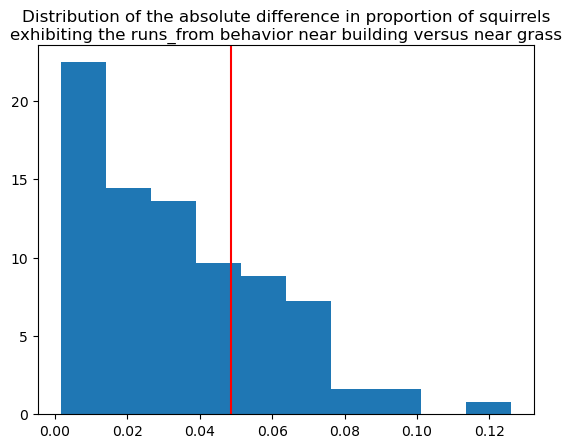 Distribution of the absolute difference in proportion of squirrels
exhibiting the runs_from behavior near building versus near grass
20
15
10
5
0
0.00 0.02 0.04 0.06 0.08 0.10 0.12